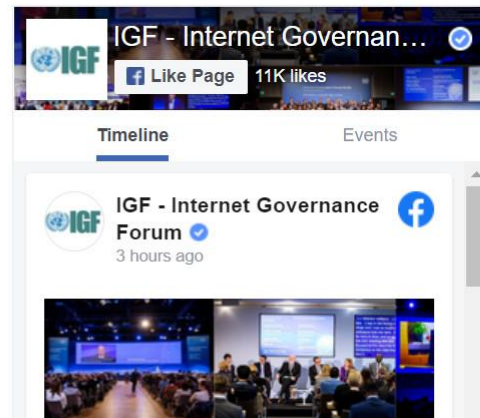 IGF
IGF - Internet Governan...
Like Page
11K likes
Timeline
Events
IGF
IGF - Internet Governance
Forum
3 hours ago